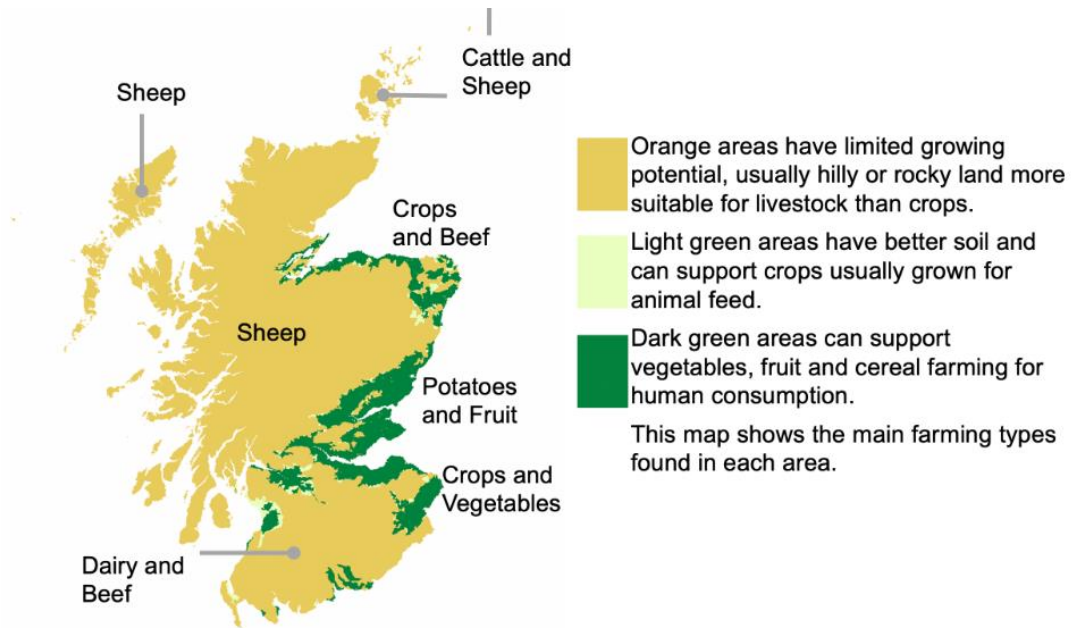 Cattle and
Sheep
Sheep
Crops
and Beef
Sheep
Potatoes
and Fruit
Crops and
Vegetables
Dairy and
Beef
Orange areas have limited growing
potential, usually hilly or rocky land more
suitable for livestock than crops.
Light green areas have better soil and
can support crops usually grown for
animal feed.
Dark green areas can support
vegetables, fruit and cereal farming for
human consumption.
This map shows the main farming types
found in each area.